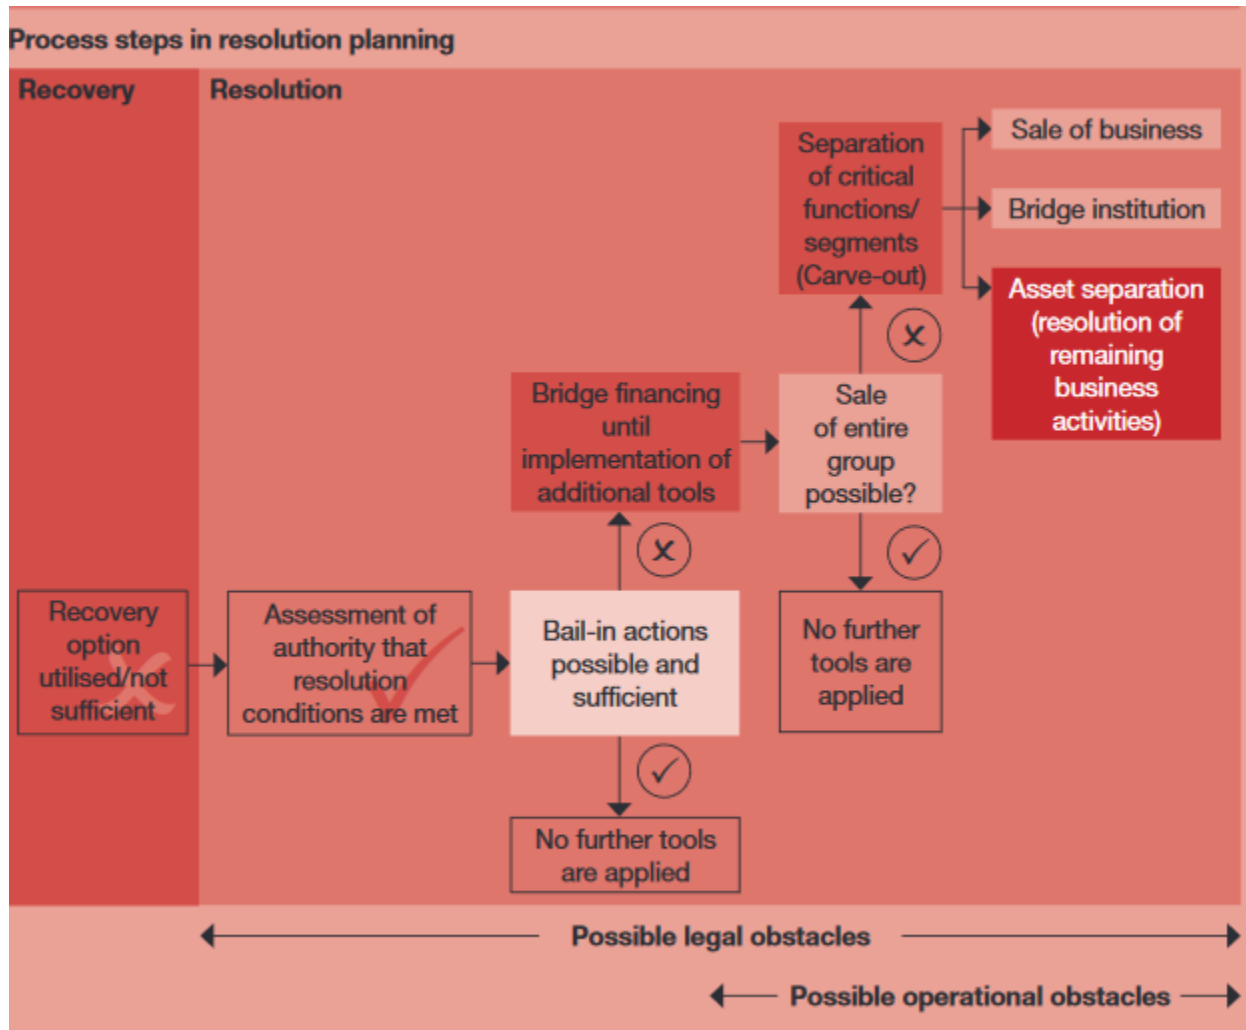 Process steps in resolution planning
Recovery
Resolution
Separation
of critical
functions/
segments
(Carve-out)
Sale of business
Bridge institution
Asset separation
(resolution of
remaining
business
activities)
Bridge financing
until
implementation of
additional tools
Sale
of entire
group
possible?
Recovery
option
utilised/not
sufficient
Assessment of
authority that
resolution
conditions are met
Bail-in actions
possible and
sufficient
No further
tools are
applied
No further tools
are applied
Possible legal obstacles
Possible operational obstacles